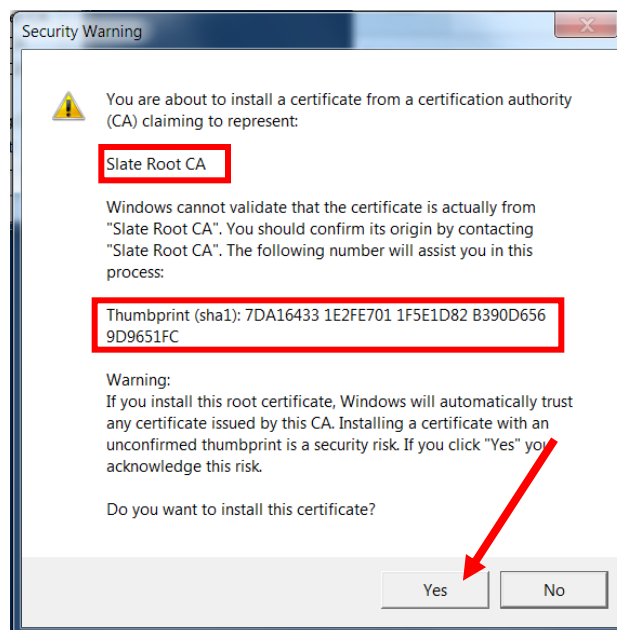 Security Warning
You are about to install a certificate from a certification authority
(CA) claiming to represent:
Slate Root CA
Windows cannot validate that the certificate is actually from
"Slate Root CA". You should confirm its origin by contacting
"Slate Root CA". The following number will assist you in this
process:
Thumbprint (sha1): 7DA16433 1E2FE701 1F5E1D82 B390D656
9D9651FC
Warning:
If you install this root certificate, Windows will automatically trust
any certificate issued by this CA. Installing a certificate with an
unconfirmed thumbprint is a security risk. If you click "Yes" you
acknowledge this risk.
Do you want to install this certificate?
Yes No